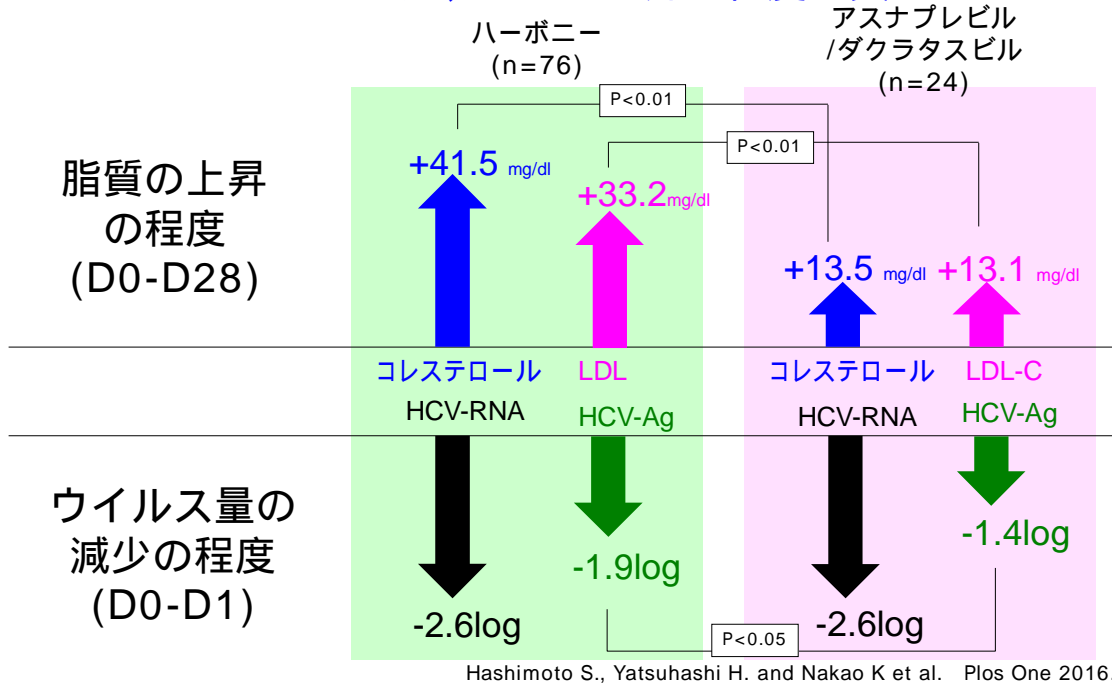 ハーボニー
(n=76)
アスナプレビル
/ダクラタスビル
(n=24)
P<0.01
P<0.01
脂質の上昇
の程度
(D0-D28)
+41.5 mg/dl
+33.2mg/dl
+13.5 mg/dl
+13.1 mg/dl
コレステロール
LDL
コレステロール
LDL-C
HCV-RNA
HCV-Ag
HCV-RNA
HCV-Ag
ウイルス量の
減少の程度
(D0-D1)
-2.6log
-1.9log
-2.6log
-1.4log
P<0.05
Hashimoto S., Yatsuhashi H. and Nakao K et al. Plos One 2016.